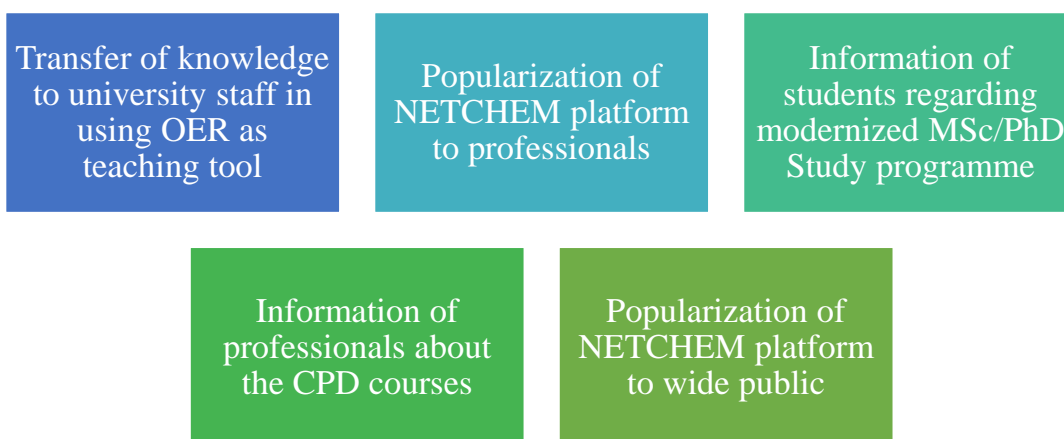 Transfer of knowledge
to university staff in
using OER as
teaching tool
Popularization of
NETCHEM platform
to professionals
Information of
students regarding
modernized MSc/PhD
Study programme
Information of
professionals about
the CPD courses
Popularization of
NETCHEM platform
to wide public